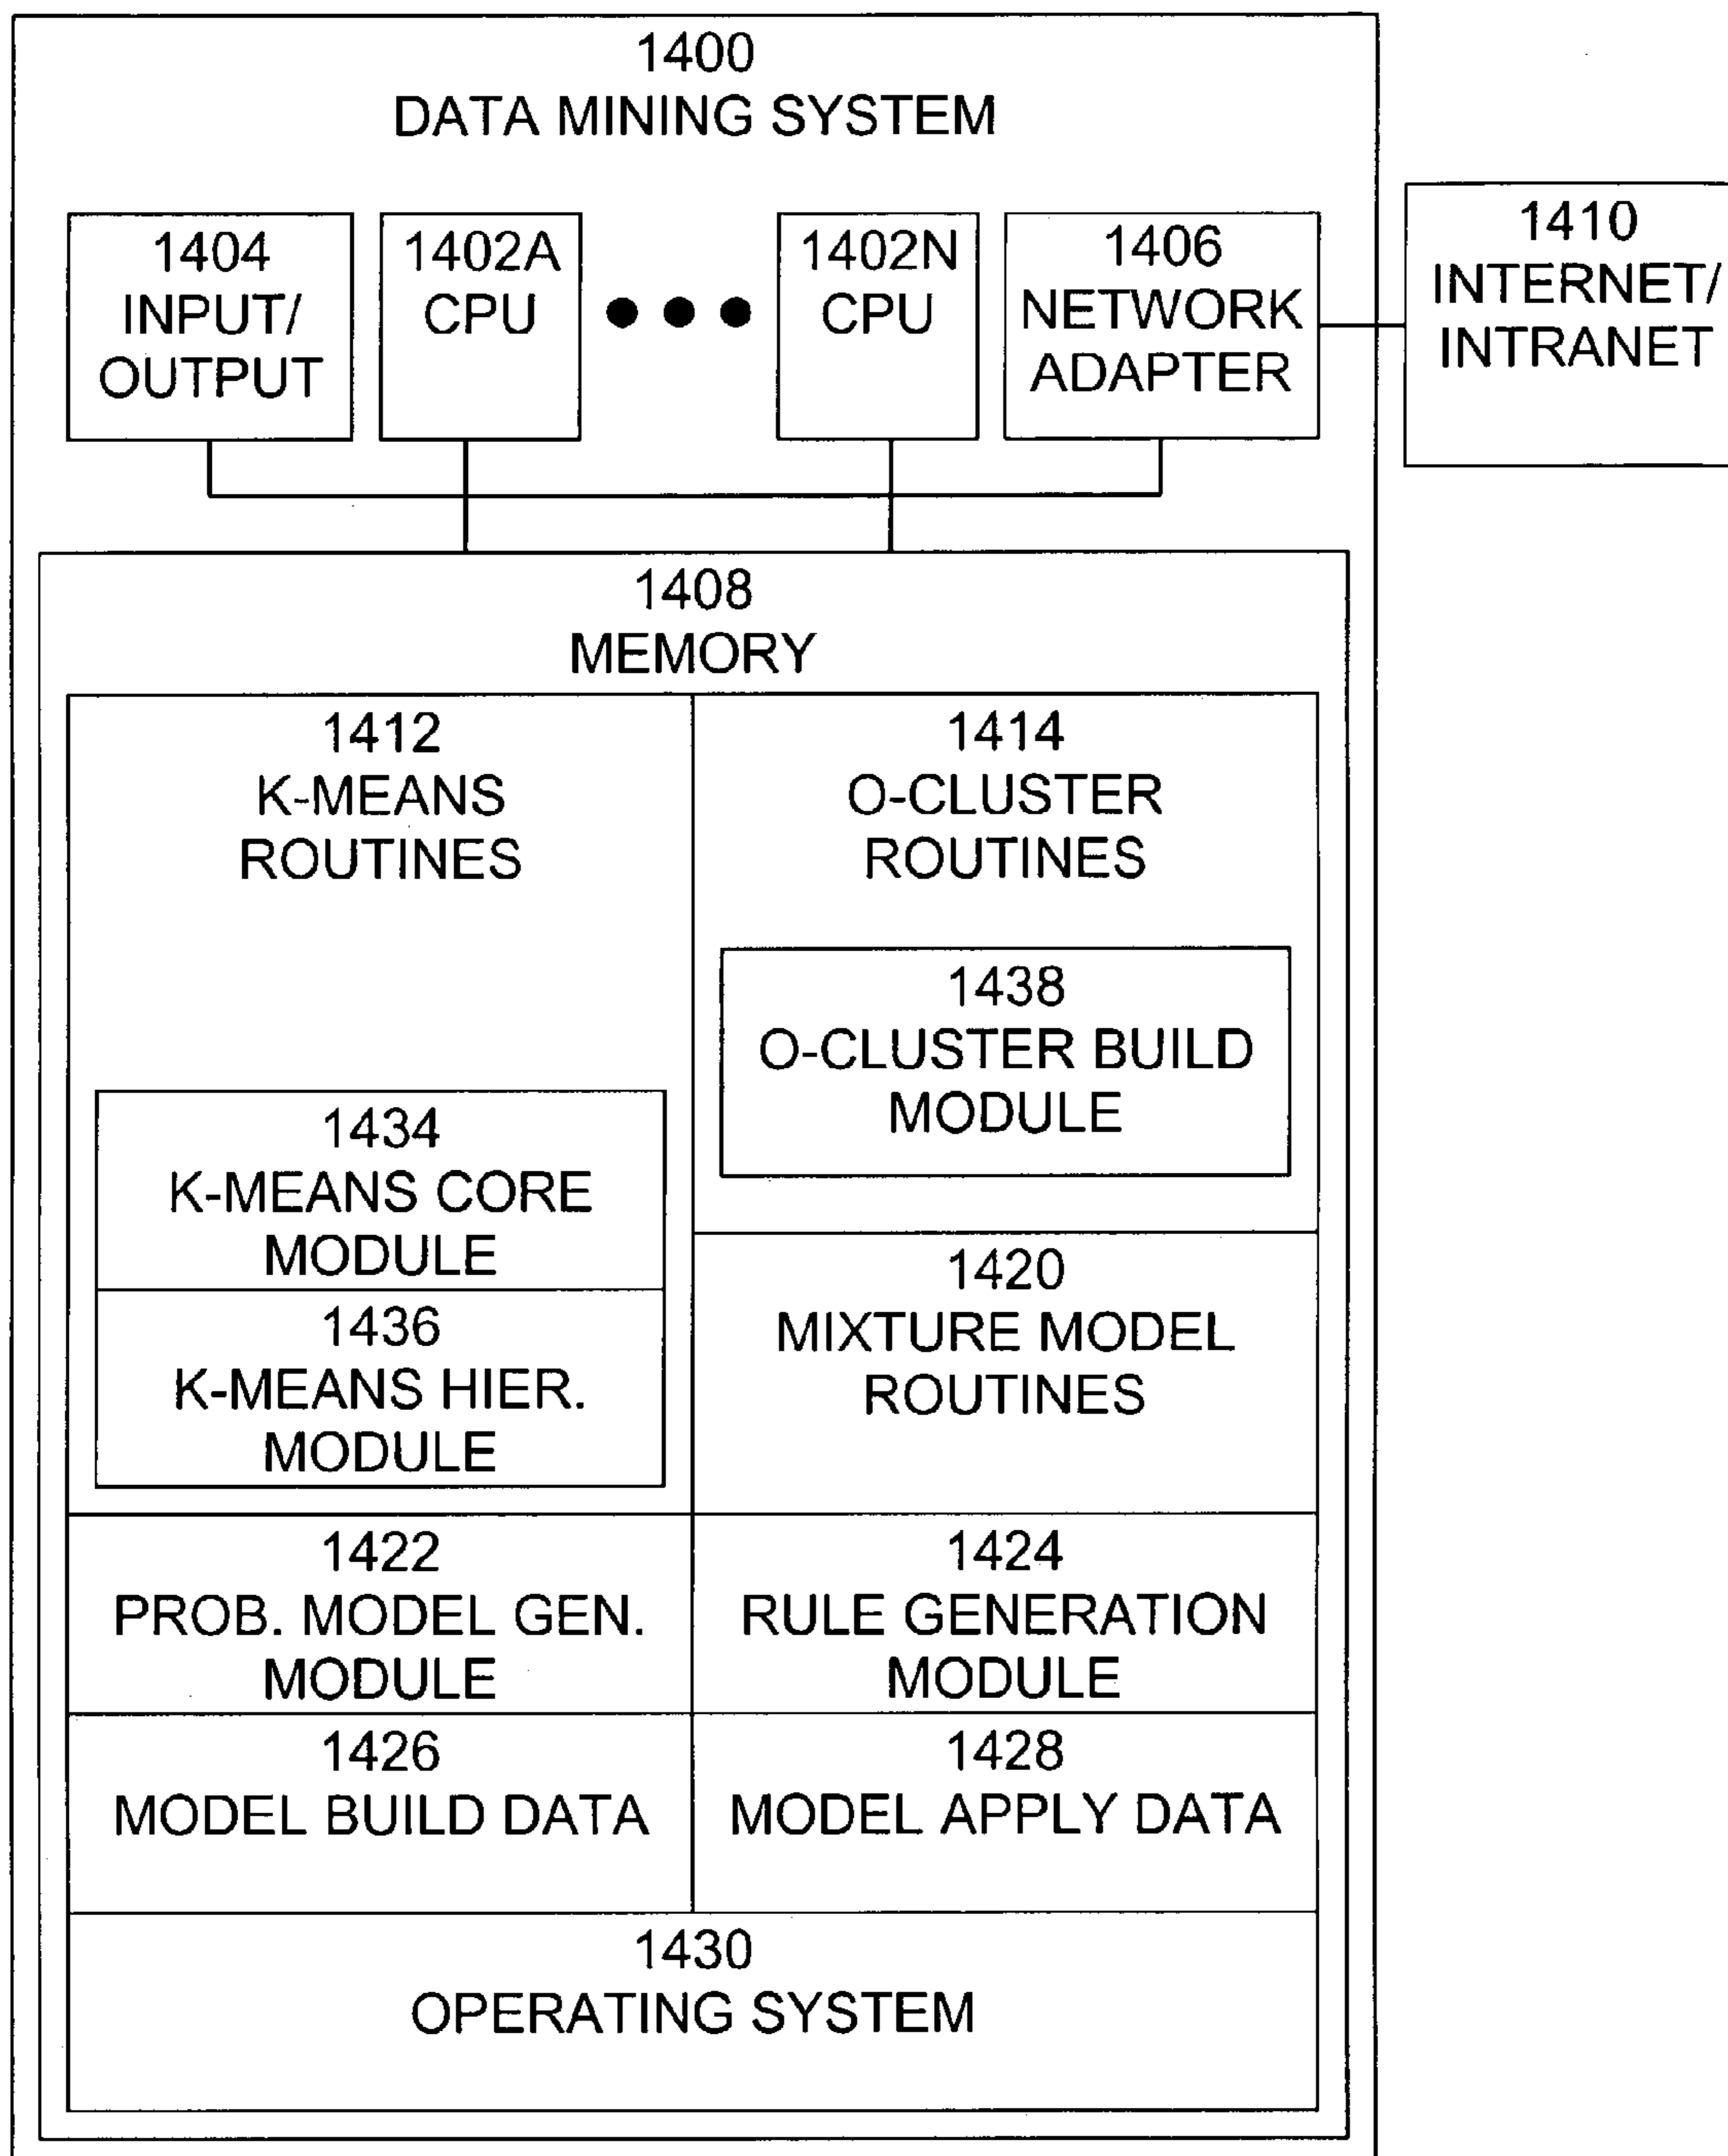 1400
DATA MINING SYSTEM
1404
INPUT/
OUTPUT
1402A
CPU
1402N
CPU
1406
NETWORK
ADAPTER
1410
INTERNET/
INTRANET
1408
MEMORY
1412
K-MEANS
ROUTINES
1434
K-MEANS CORE
MODULE
1436
K-MEANS HIER.
MODULE
1414
O-CLUSTER
ROUTINES
1438
O-CLUSTER BUILD
MODULE
1420
MIXTURE MODEL
ROUTINES
1422
PROB. MODEL GEN.
MODULE
1424
RULE GENERATION
MODULE
1426
MODEL BUILD DATA
1428
MODEL APPLY DATA
1430
OPERATING SYSTEM